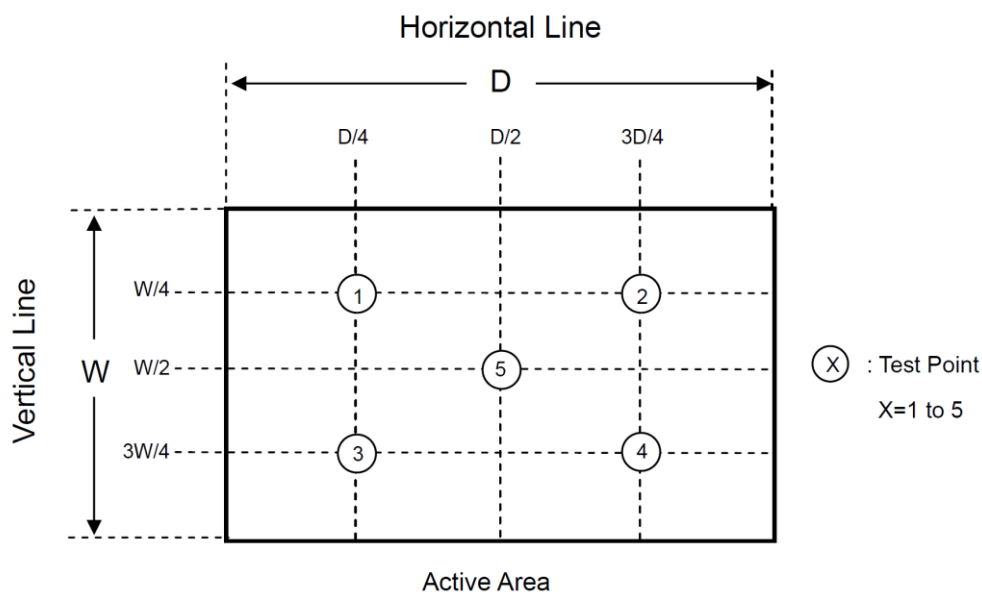 Horizontal Line
D
D/4 D/2 3D/4
W/4
1 2
Vertical Line
W
W/2
5
X : Test Point
X=1 to 5
3W/4
3 4
Active Area